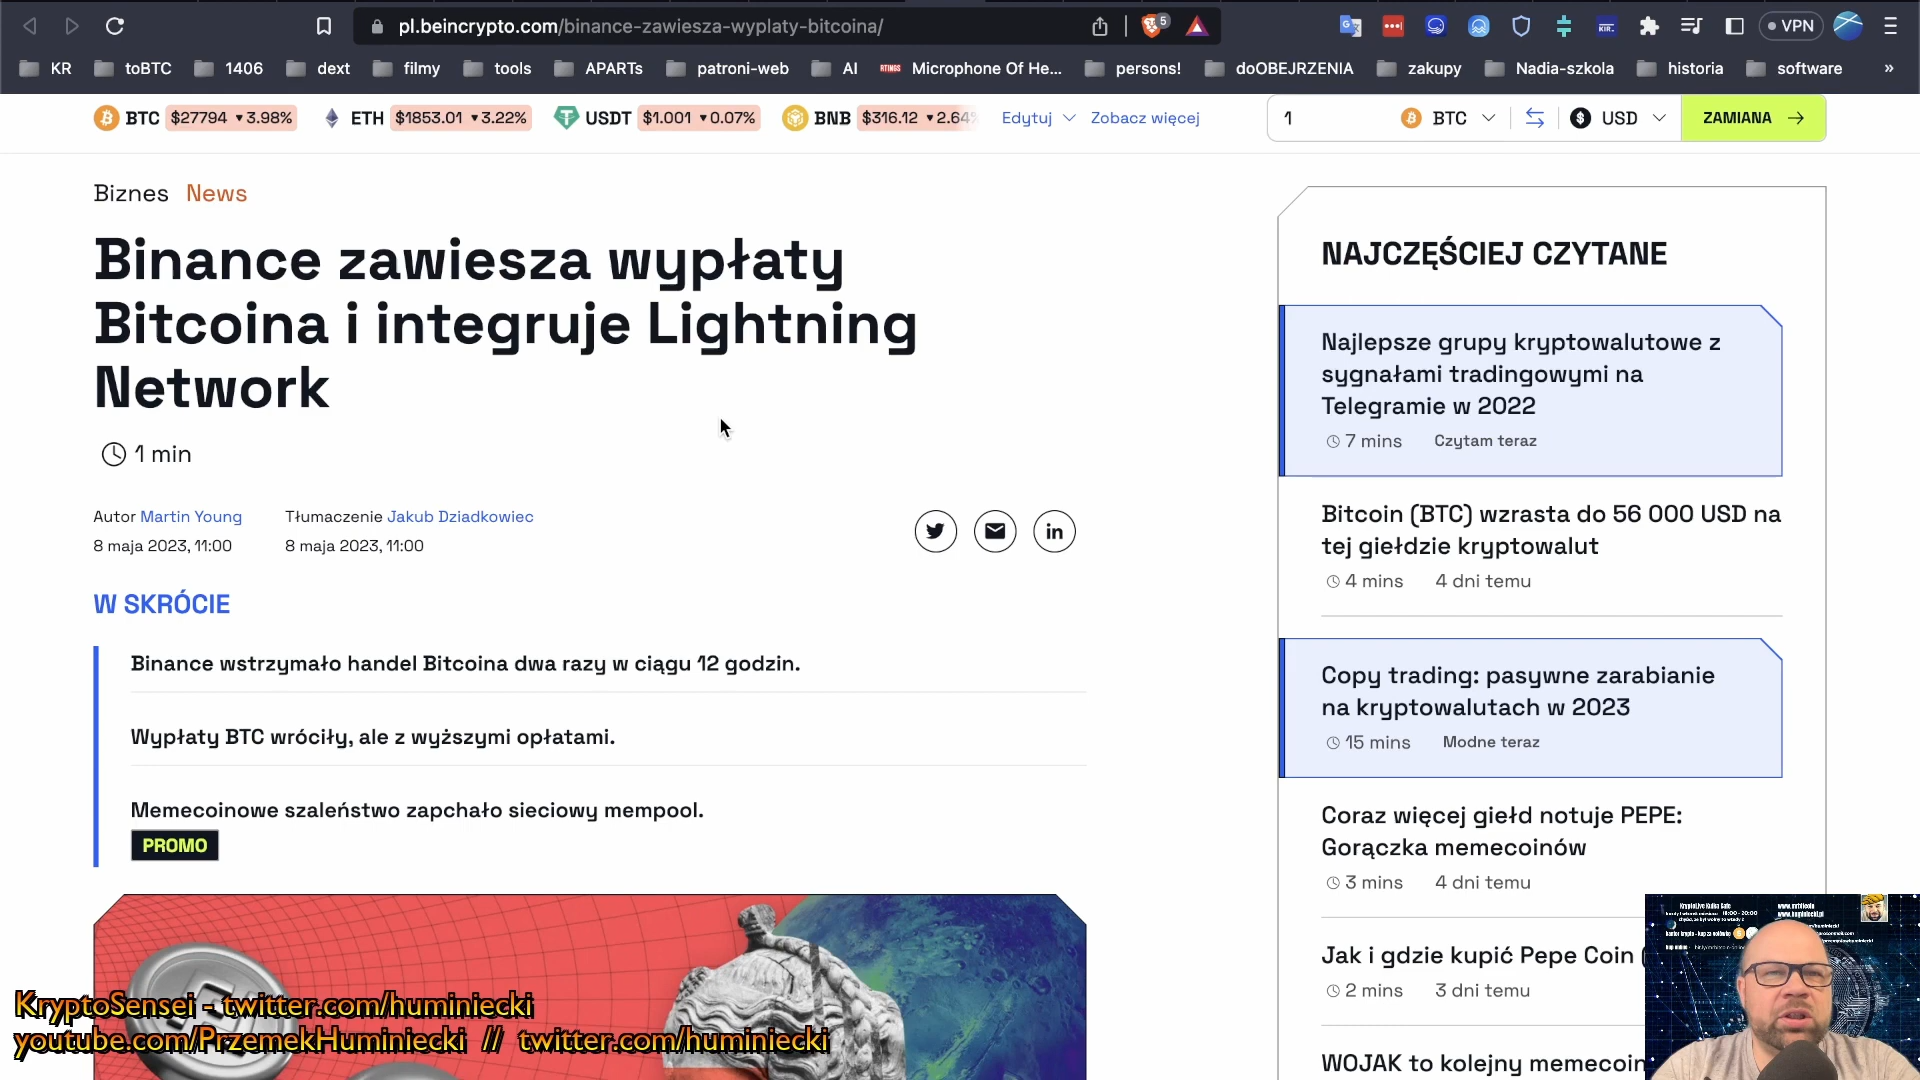 pl.beincrypto.com/binance-zawiesza-wyplaty-bitcoina/
5
VPN
KR toBTC 1406 dext filmy tools APARTs patroni-web AI RTINGS Microphone Of He... persons! doOBEJRZENIA zakupy Nadia-szkola historia software »
BTC $27794 ▾3.98% ETH $1853.01 ▾3.22% USDT $1.001 ▾0.07% BNB $316.12 ▾2.64% Edytuj Zobacz więcej 1 BTC USD ZAMIANA
Biznes News
Binance zawiesza wypłaty
Bitcoina i integruje Lightning
Network
1 min
Autor Martin Young Tłumaczenie Jakub Dziadkowiec
8 maja 2023, 11:00 8 maja 2023, 11:00
W SKRÓCIE
Binance wstrzymało handel Bitcoina dwa razy w ciągu 12 godzin.
Wypłaty BTC wróciły, ale z wyższymi opłatami.
Memecoinowe szaleństwo zapchało sieciowy mempool.
PROMO
NAJCZĘŚCIEJ CZYTANE
Najlepsze grupy kryptowalutowe z
sygnałami tradingowymi na
Telegramie w 2022
7 mins Czytam teraz
Bitcoin (BTC) wzrasta do 56 000 USD na
tej giełdzie kryptowalut
4 mins 4 dni temu
Copy trading: pasywne zarabianie
na kryptowalutach w 2023
15 mins Modne teraz
Coraz więcej giełd notuje PEPE:
Gorączka memecoinów
3 mins 4 dni temu
Jak i gdzie kupić Pepe Coin (
2 mins 3 dni temu
WOJAK to kolejny memecoin
KryptoSensei - twitter.com/huminiecki
youtube.com/PrzemekHuminiecki // twitter.com/huminiecki